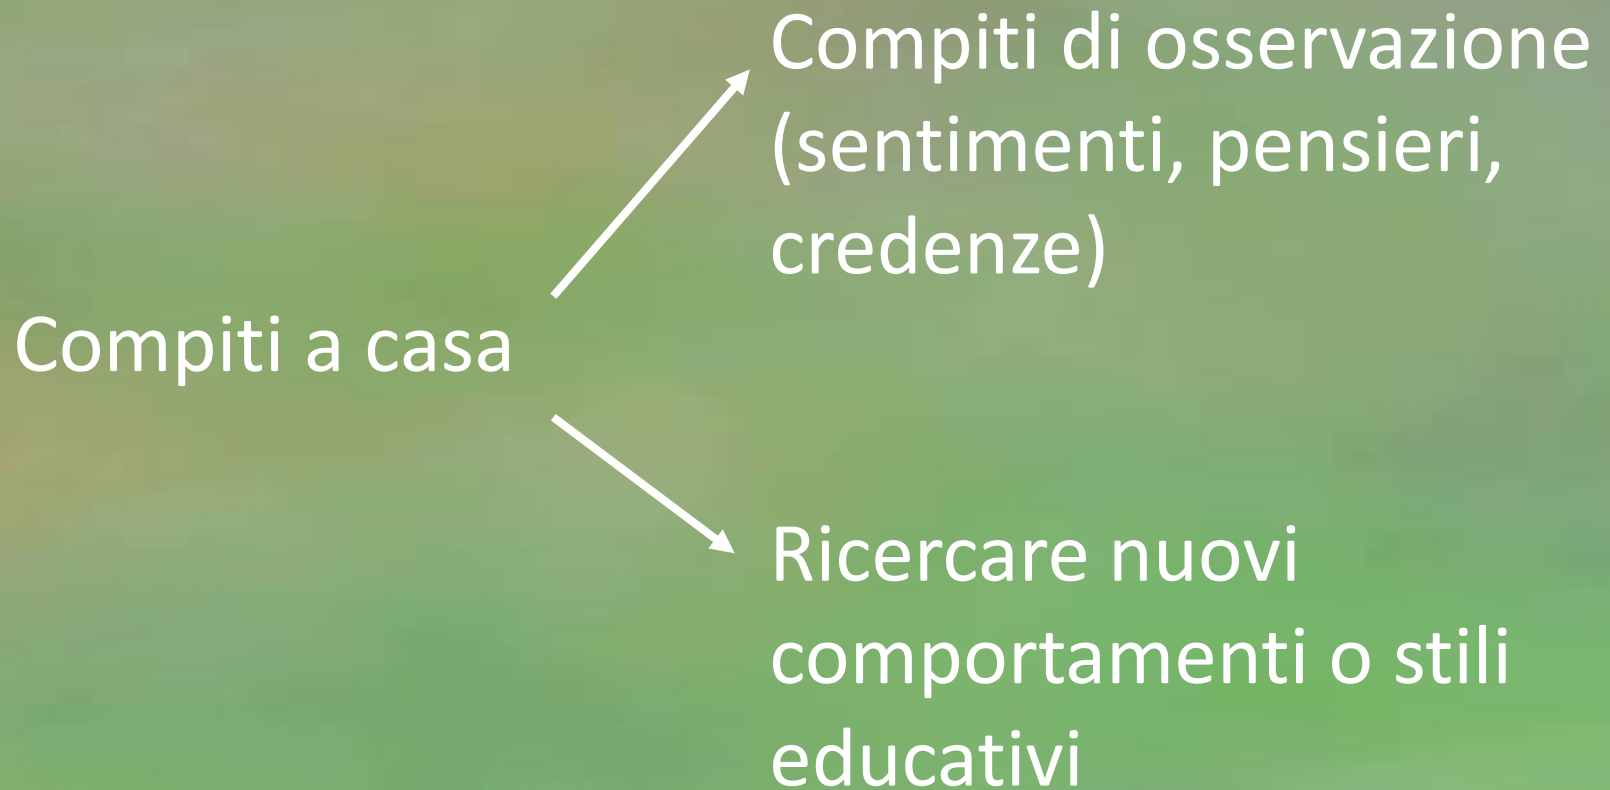 Compiti a casa
Compiti di osservazione
(sentimenti, pensieri,
credenze)
Ricercare nuovi
comportamenti o stili
educativi